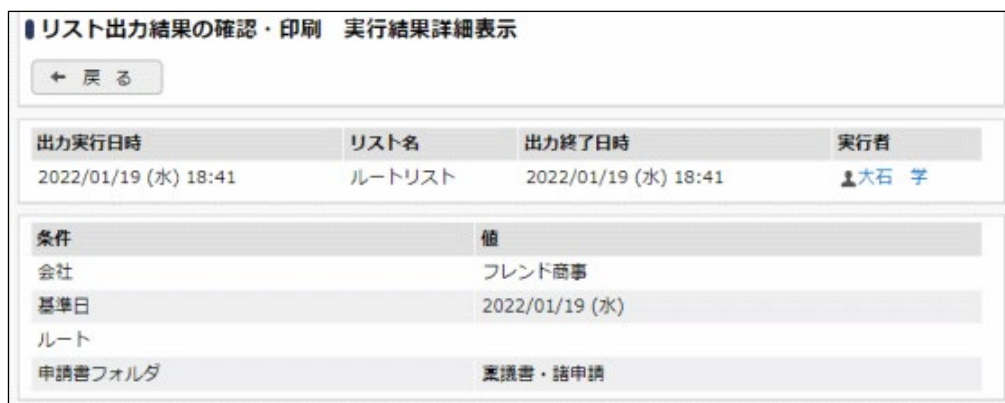 リスト出力結果の確認・印刷　実行結果詳細表示
戻 る
出力実行日時 リスト名 出力終了日時 実行者
2022/01/19 (水) 18:41 ルートリスト 2022/01/19 (水) 18:41 大石　学
条件 値
会社 フレンド商事
基準日 2022/01/19 (水)
ルート
申請書フォルダ 稟議書・諸申請